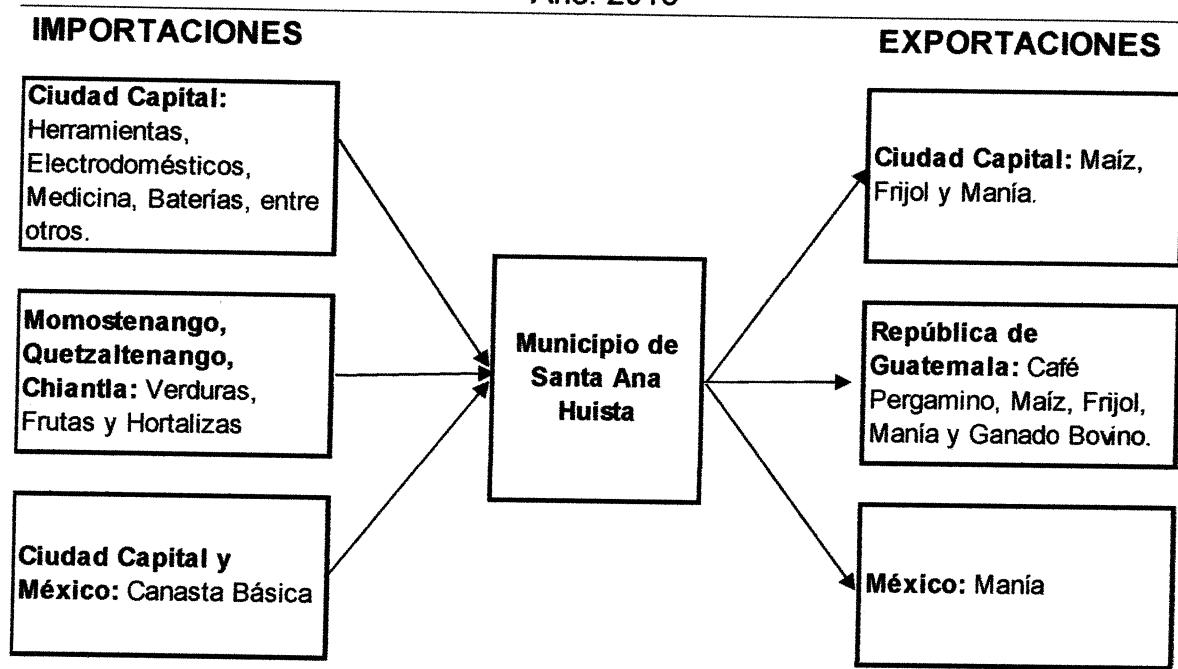 IMPORTACIONES
Ciudad Capital:
Herramientas,
Electrodomésticos,
Medicina, Baterías, entre
otros.
Momostenango,
Quetzaltenango,
Chiantla: Verduras,
Frutas y Hortalizas
Ciudad Capital y
México: Canasta Básica
Municipio de
Santa Ana
Huista
EXPORTACIONES
Ciudad Capital: Maíz,
Frijol y Manía.
República de
Guatemala: Café
Pergamino, Maíz, Frijol,
Manía y Ganado Bovino.
México: Manía